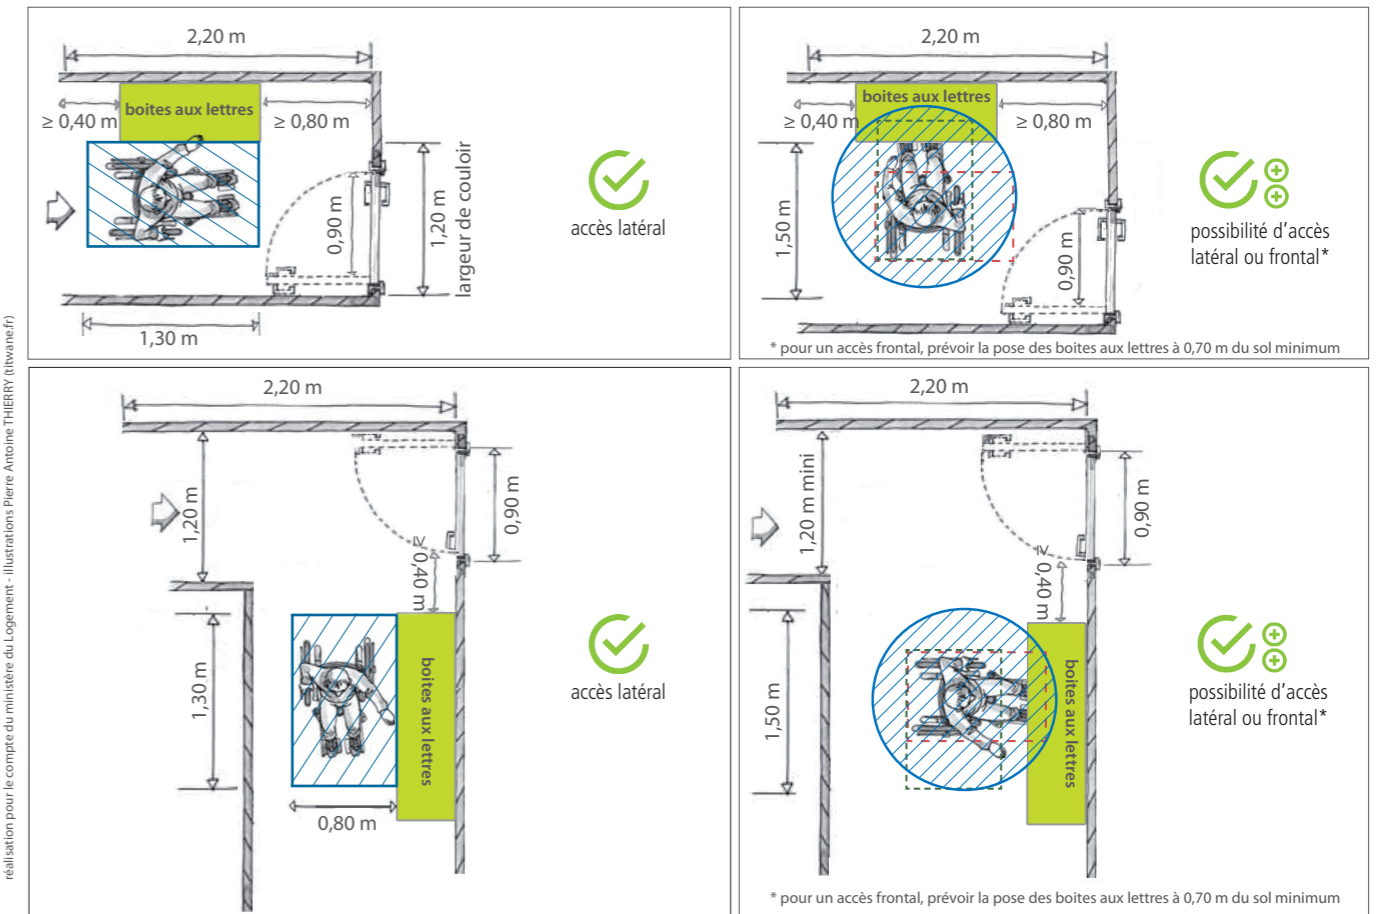 2,20 m
boites aux lettres
≥ 0,40 m
≥ 0,80 m
0,90 m
1,20 m
largeur de couloir
1,30 m
accès latéral
2,20 m
boites aux lettres
≥ 0,40 m
≥ 0,80 m
1,50 m
0,90 m
possibilité d'accès
latéral ou frontal*
* pour un accès frontal, prévoir la pose des boites aux lettres à 0,70 m du sol minimum
2,20 m
1,20 m
0,90 m
≥ 0,40 m
1,30 m
boites aux lettres
0,80 m
accès latéral
2,20 m
1,20 m mini
0,90 m
≥ 0,40 m
1,50 m
boites aux lettres
possibilité d'accès
latéral ou frontal*
* pour un accès frontal, prévoir la pose des boites aux lettres à 0,70 m du sol minimum
réalisation pour le compte du ministère du Logement - illustrations Pierre Antoine THIERRY (titwane.fr)